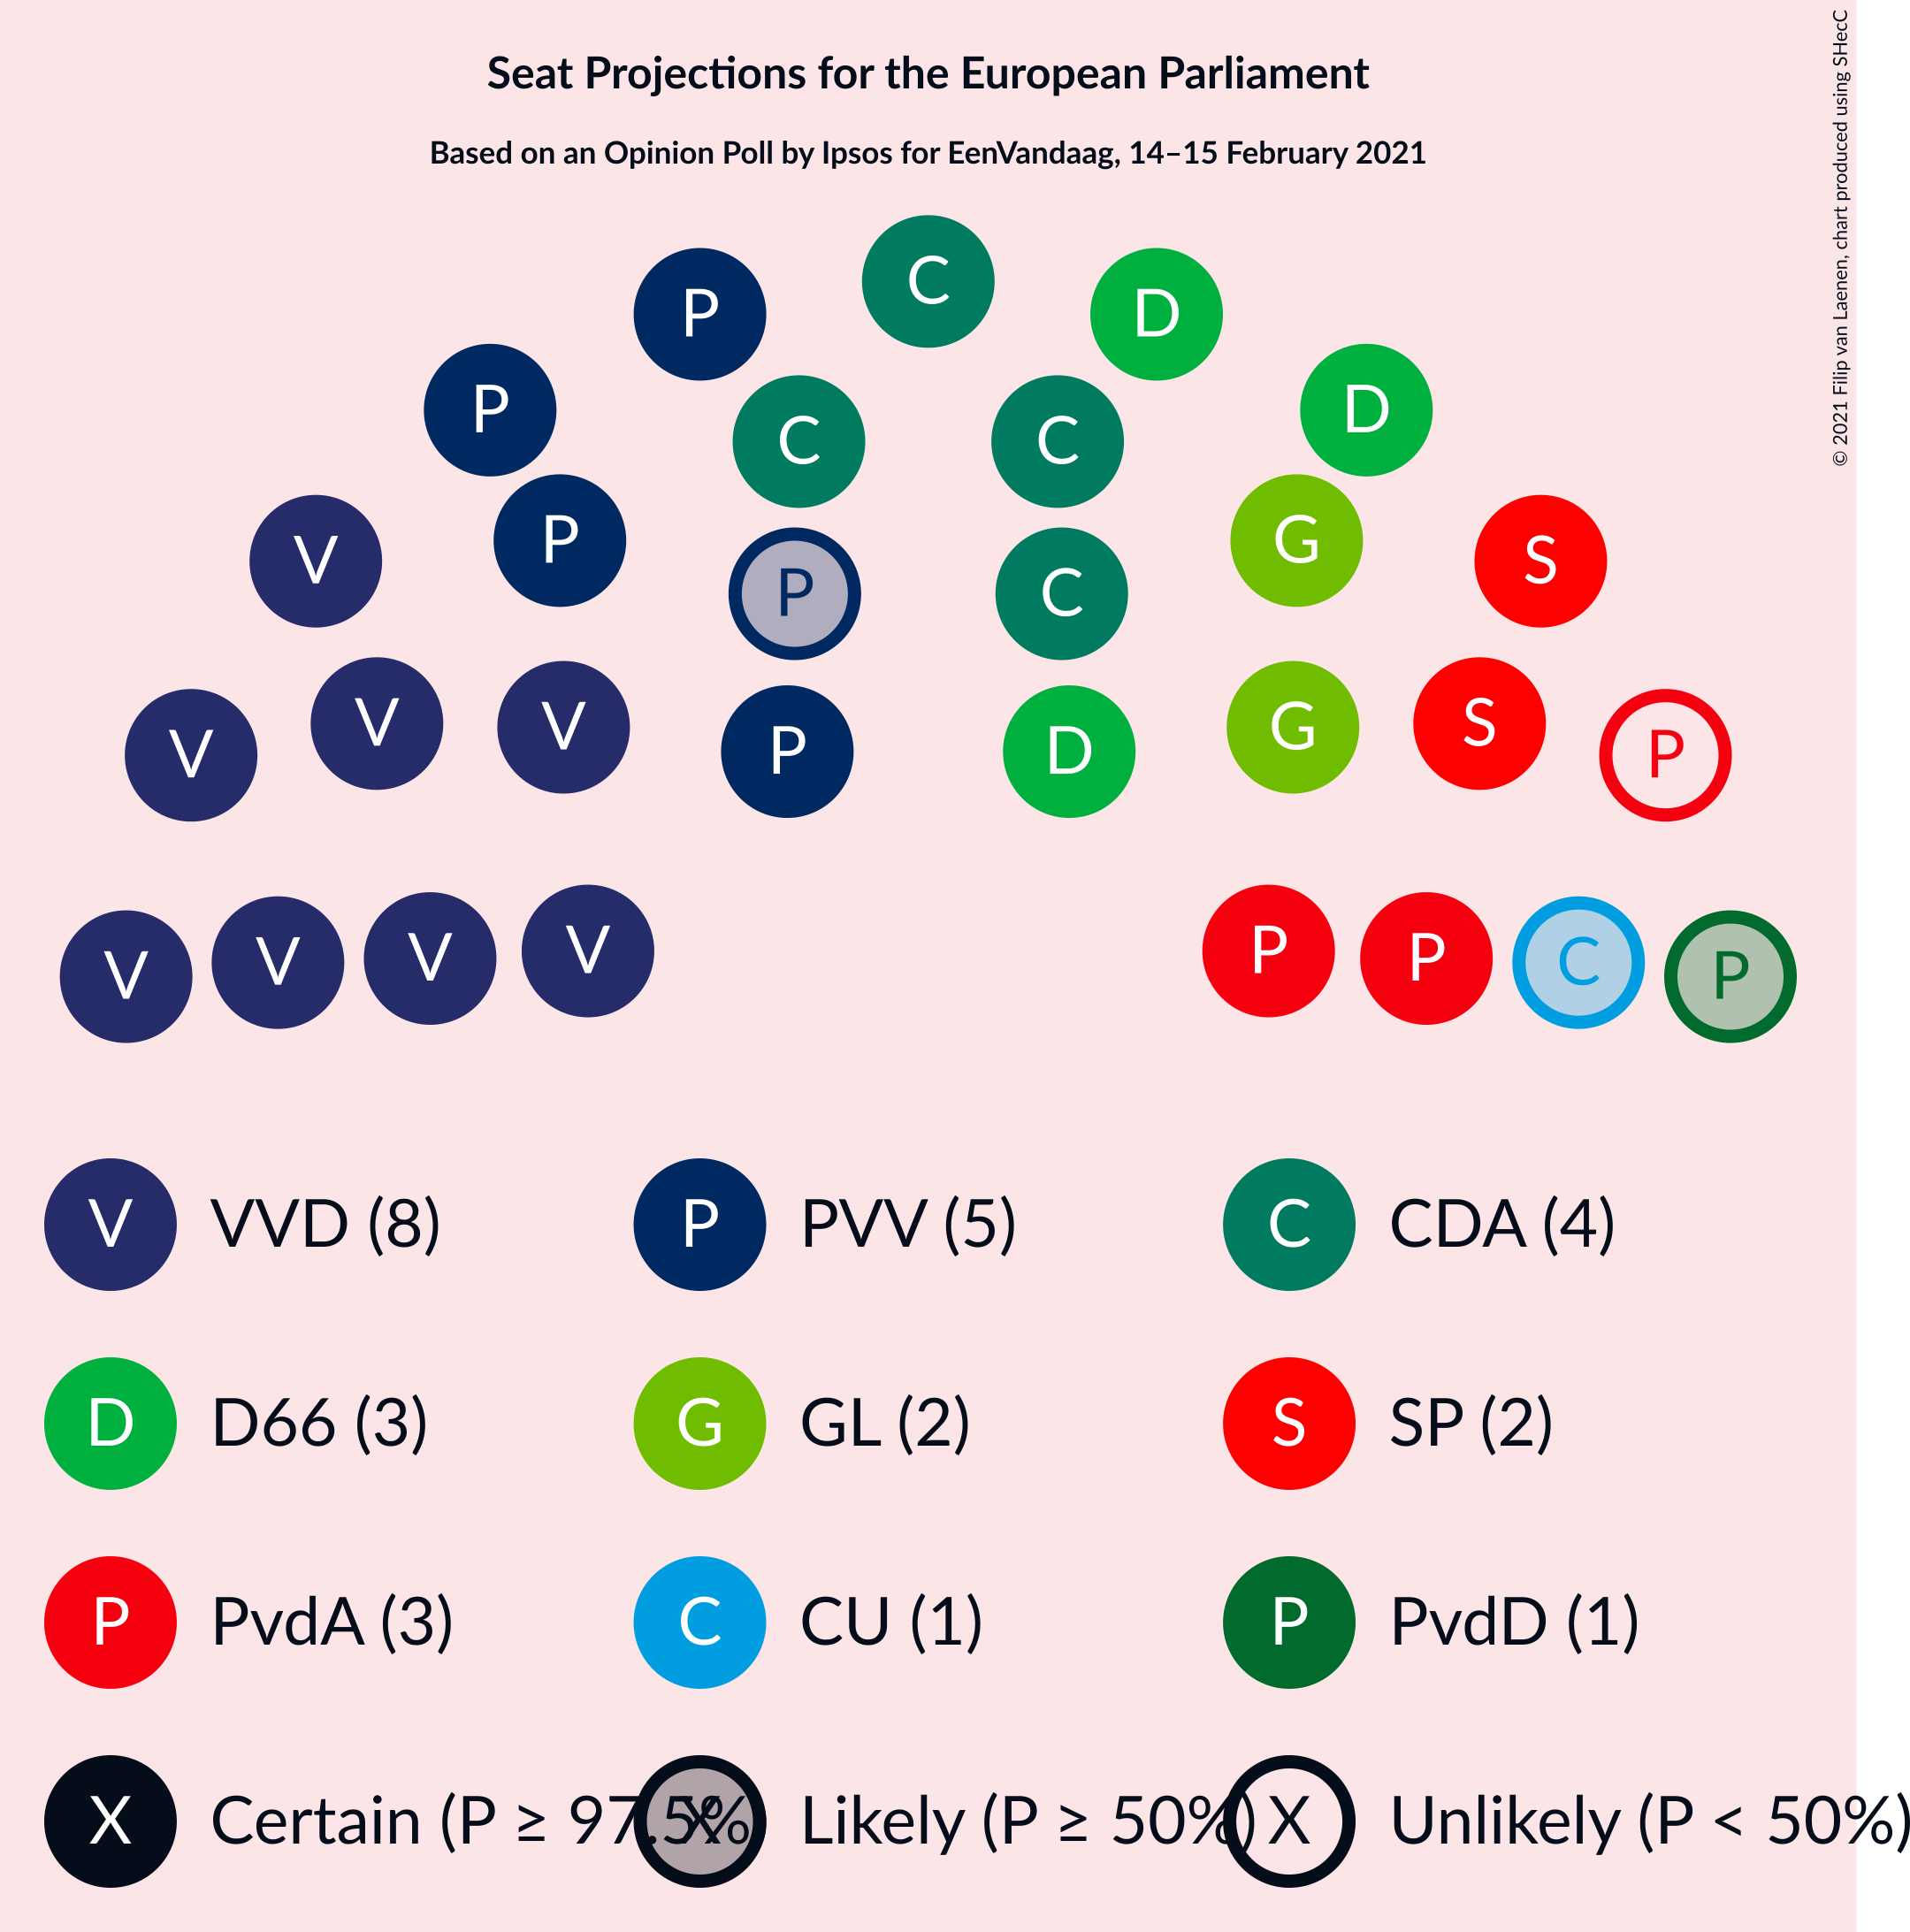 Seat Projections for the European Parliament
Based on an Opinion Poll by Ipsos for EenVandaag, 14–15 February 2021
© 2021 Filip van Laenen, chart produced using SHecC
C
P D
P D
C C
P G
V S
P C
V S
V G
P D
V P
V P
V P
V C
V P
V VVD (8) P PVV (5) C CDA (4)
D D66 (3) G GL (2) S SP (2)
P PvdA (3) C CU (1) P PvdD (1)
X Certain (P ≥ 97.5%) X Likely (P ≥ 50%) X Unlikely (P < 50%)